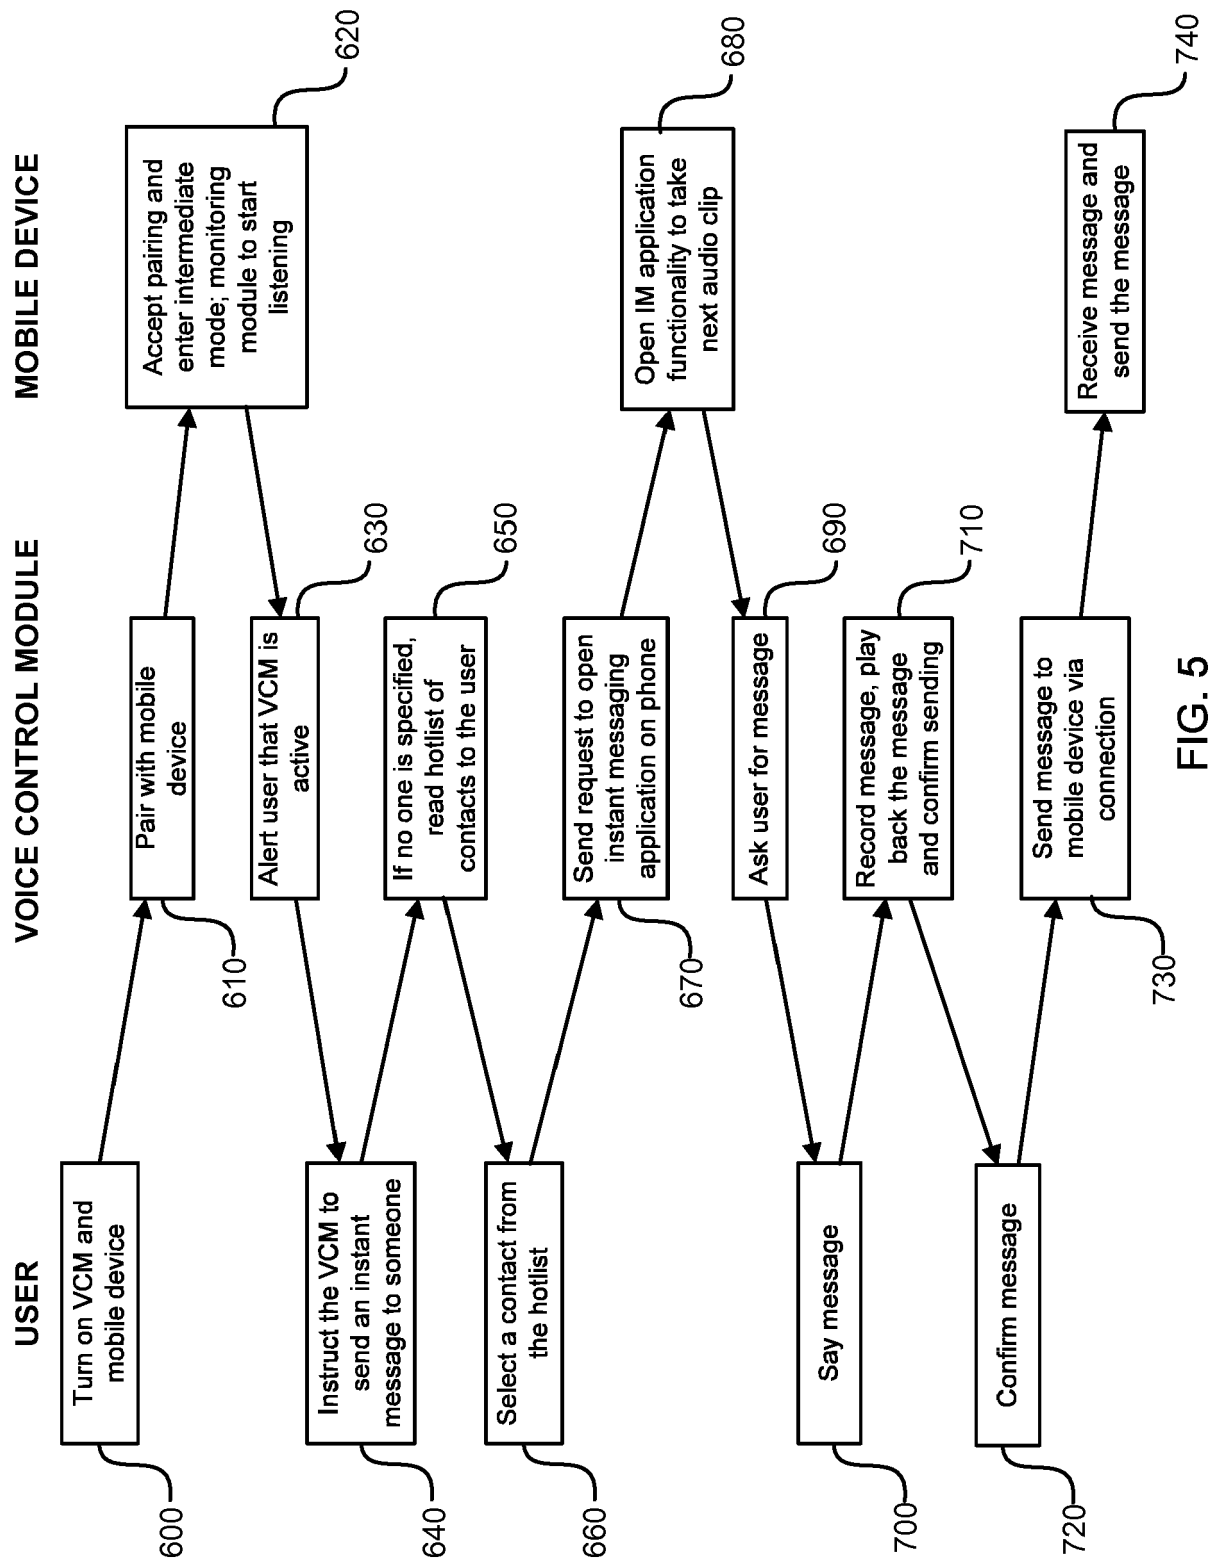 USER
VOICE CONTROL MODULE
MOBILE DEVICE
Turn on VCM and
mobile device
600
Pair with mobile
device
610
Accept pairing and
enter intermediate
mode; monitoring
module to start
listening
620
Alert user that VCM is
active
630
Instruct the VCM to
send an instant
message to someone
640
If no one is specified,
read hotlist of
contacts to the user
650
Select a contact from
the hotlist
660
Send request to open
instant messaging
application on phone
670
Open IM application
functionality to take
next audio clip
680
Ask user for message
690
Say message
700
Record message, play
back the message
and confirm sending
710
Confirm message
720
Send message to
mobile device via
connection
730
Receive message and
send the message
740
FIG. 5